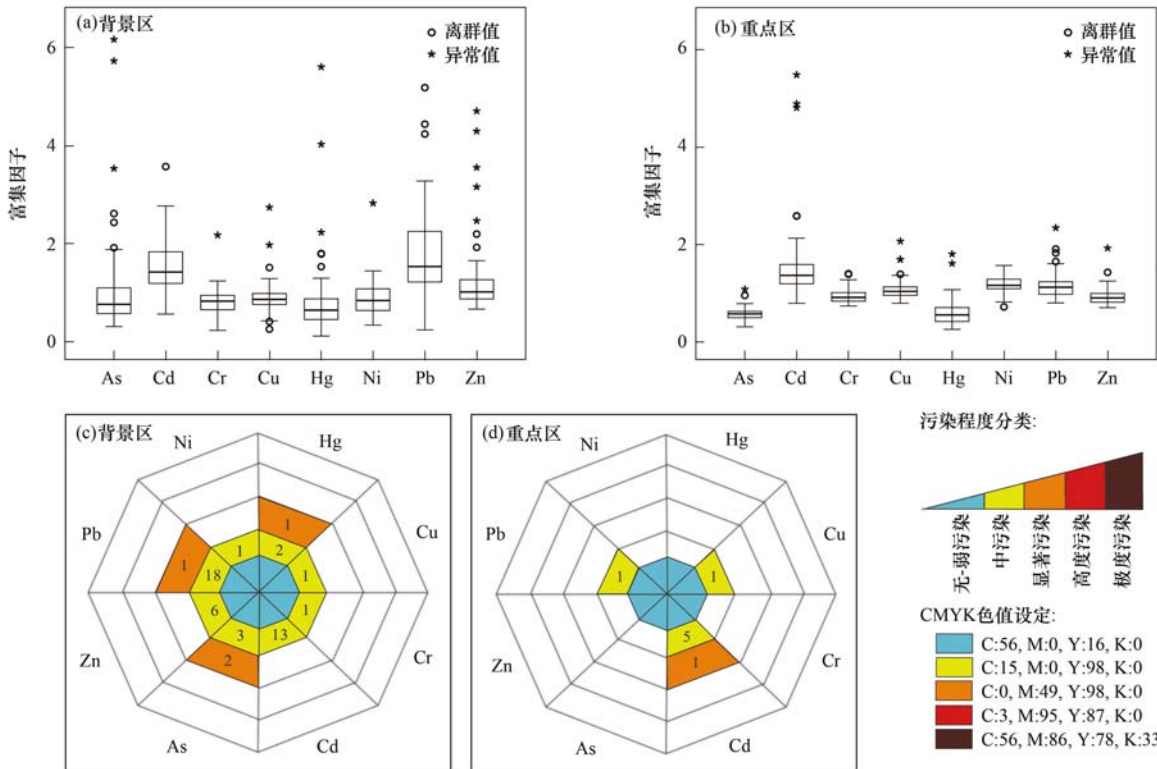 (a) 背景区
离群值
异常值
富集因子
6
4
2
0
As Cd Cr Cu Hg Ni Pb Zn
(b) 重点区
离群值
异常值
富集因子
6
4
2
0
As Cd Cr Cu Hg Ni Pb Zn
(c) 背景区
Ni Hg
Pb Cu
Zn Cr
As Cd
1
1 2
1 18 1
6 1
3 13
2
(d) 重点区
Ni Hg
Pb Cu
Zn Cr
As Cd
1 1
5
1
污染程度分类:
无-弱污染
中污染
显著污染
高度污染
极度污染
CMYK色值设定:
C:56, M:0, Y:16, K:0
C:15, M:0, Y:98, K:0
C:0, M:49, Y:98, K:0
C:3, M:95, Y:87, K:0
C:56, M:86, Y:78, K:33